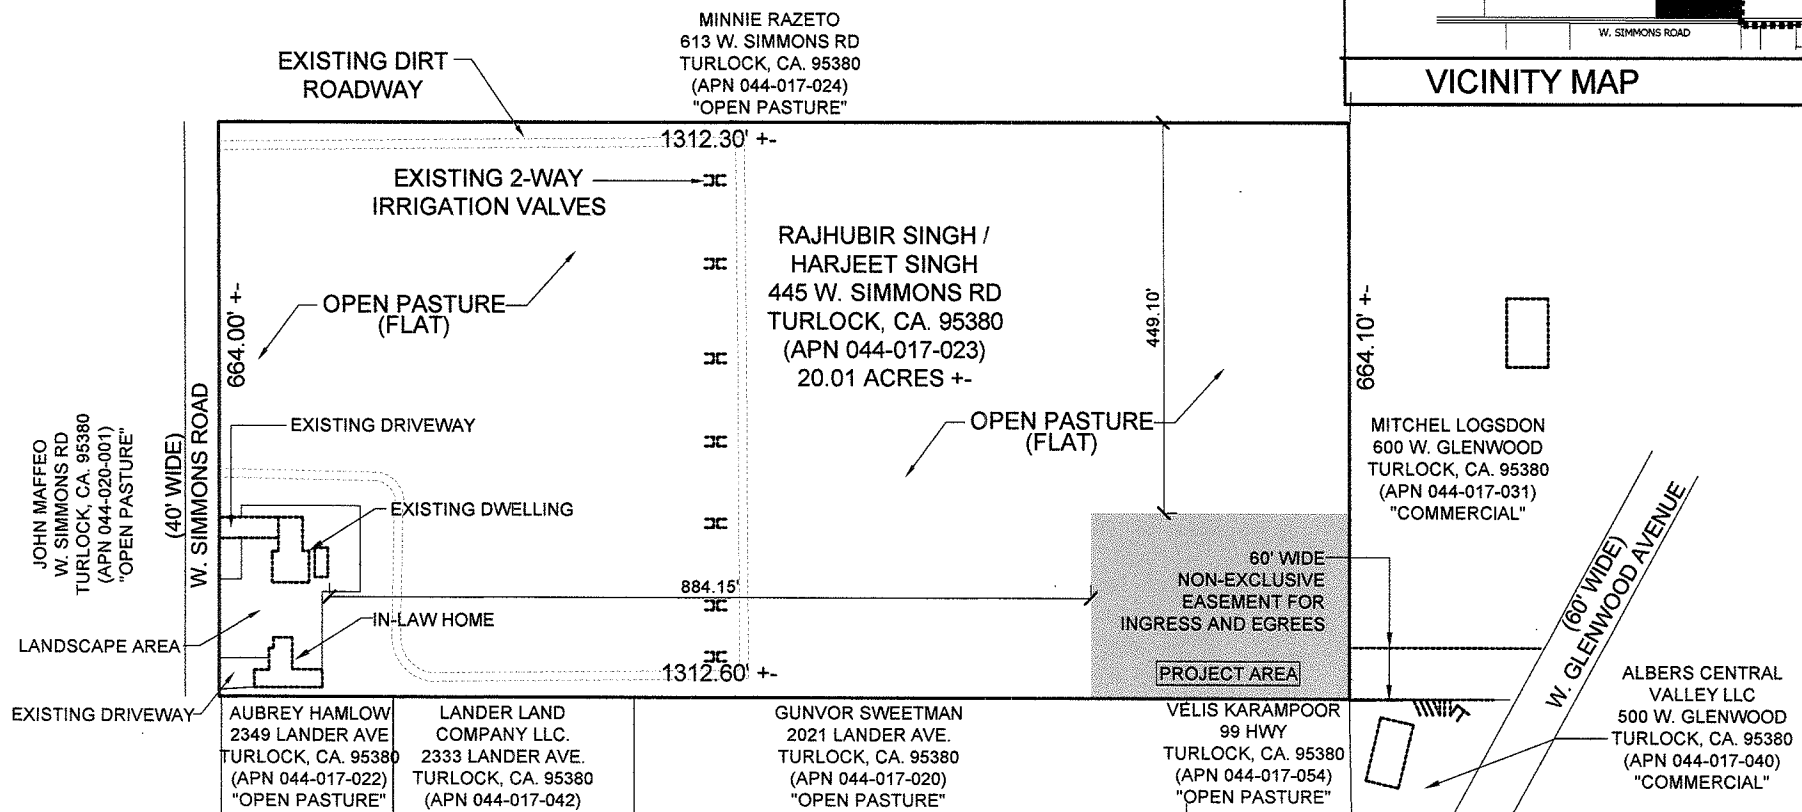 MINNIE RAZETO
613 W. SIMMONS RD
TURLOCK, CA. 95380
(APN 044-017-024)
"OPEN PASTURE"
W. SIMMONS ROAD
VICINITY MAP
EXISTING DIRT
ROADWAY
1312.30' +-
EXISTING 2-WAY
IRRIGATION VALVES
RAJHUBIR SINGH /
HARJEET SINGH
445 W. SIMMONS RD
TURLOCK, CA. 95380
(APN 044-017-023)
20.01 ACRES +-
OPEN PASTURE
(FLAT)
664.00' +-
449.10'
664.10' +-
OPEN PASTURE
(FLAT)
JOHN MAFFEO
W. SIMMONS RD
TURLOCK, CA. 95380
(APN 044-020-001)
"OPEN PASTURE"
(40' WIDE)
W. SIMMONS ROAD
EXISTING DRIVEWAY
EXISTING DWELLING
MITCHEL LOGSDON
600 W. GLENWOOD
TURLOCK, CA. 95380
(APN 044-017-031)
"COMMERCIAL"
60' WIDE
NON-EXCLUSIVE
EASEMENT FOR
INGRESS AND EGREES
884.15'
IN-LAW HOME
LANDSCAPE AREA
1312.60' +-
PROJECT AREA
(60' WIDE)
W. GLENWOOD AVENUE
EXISTING DRIVEWAY
AUBREY HAMLOW
2349 LANDER AVE
TURLOCK, CA. 95380
(APN 044-017-022)
"OPEN PASTURE"
LANDER LAND
COMPANY LLC.
2333 LANDER AVE.
TURLOCK, CA. 95380
(APN 044-017-042)
GUNVOR SWEETMAN
2021 LANDER AVE.
TURLOCK, CA. 95380
(APN 044-017-020)
"OPEN PASTURE"
VELIS KARAMPOOR
99 HWY
TURLOCK, CA. 95380
(APN 044-017-054)
"OPEN PASTURE"
ALBERS CENTRAL
VALLEY LLC
500 W. GLENWOOD
TURLOCK, CA. 95380
(APN 044-017-040)
"COMMERCIAL"